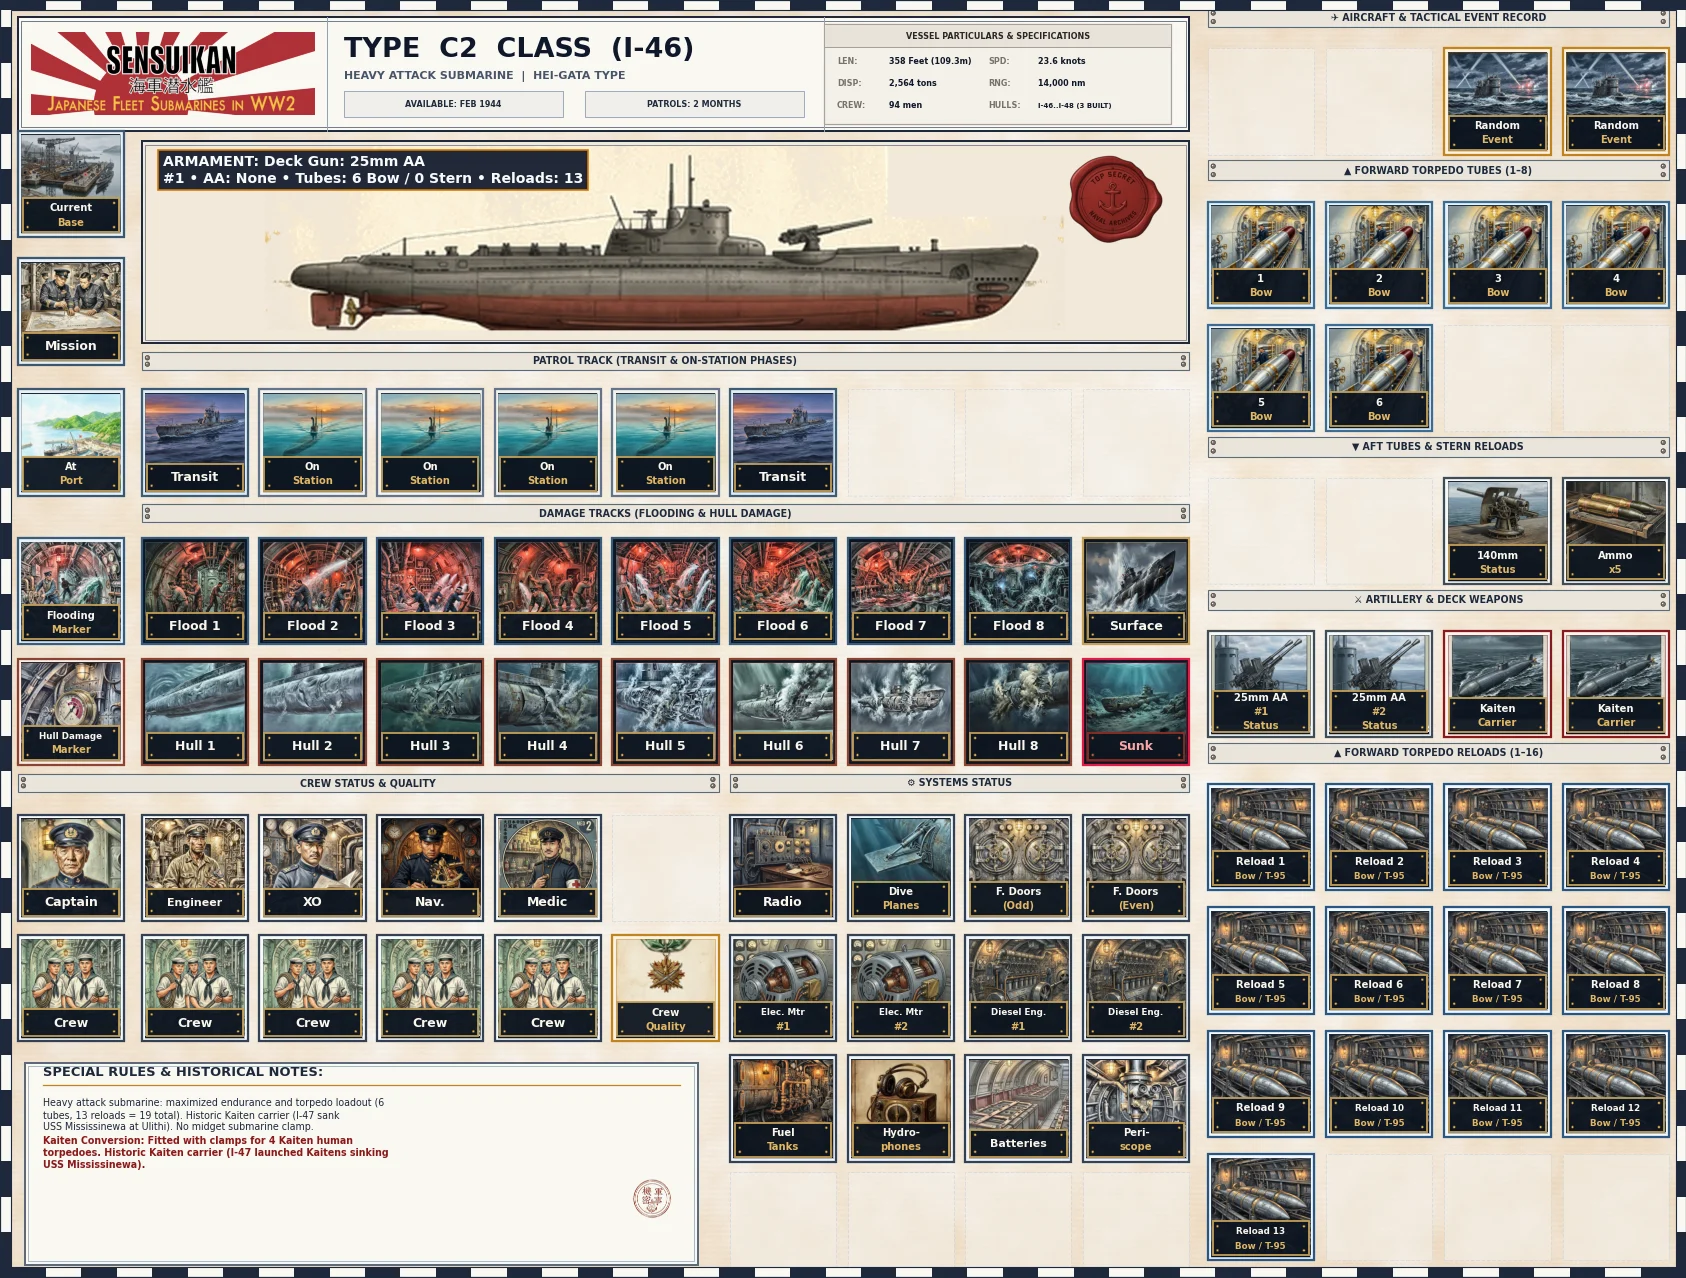 SENSUIKAN
海軍潜水艦
JAPANESE FLEET SUBMARINES IN WW2
TYPE C2 CLASS (I-46)
HEAVY ATTACK SUBMARINE | HEI-GATA TYPE
AVAILABLE: FEB 1944
PATROLS: 2 MONTHS
VESSEL PARTICULARS & SPECIFICATIONS
LEN: 358 Feet (109.3m) SPD: 23.6 knots
DISP: 2,564 tons RNG: 14,000 nm
CREW: 94 men HULLS: I-46..I-48 (3 BUILT)
Current
Base
Mission
ARMAMENT: Deck Gun: 25mm AA
#1 • AA: None • Tubes: 6 Bow / 0 Stern • Reloads: 13
TOP SECRET
NAVAL ARCHIVES
PATROL TRACK (TRANSIT & ON-STATION PHASES)
At
Port
Transit
On
Station
On
Station
On
Station
On
Station
Transit
DAMAGE TRACKS (FLOODING & HULL DAMAGE)
Flooding
Marker
Flood 1
Flood 2
Flood 3
Flood 4
Flood 5
Flood 6
Flood 7
Flood 8
Surface
Hull Damage
Marker
Hull 1
Hull 2
Hull 3
Hull 4
Hull 5
Hull 6
Hull 7
Hull 8
Sunk
CREW STATUS & QUALITY
Captain
Engineer
XO
Nav.
2
Medic
Crew
Crew
Crew
Crew
Crew
Crew
Quality
⚙ SYSTEMS STATUS
Radio
Dive
Planes
F. Doors
(Odd)
F. Doors
(Even)
Elec. Mtr
#1
Elec. Mtr
#2
Diesel Eng.
#1
Diesel Eng.
#2
Fuel
Tanks
Hydro-
phones
Batteries
Peri-
scope
SPECIAL RULES & HISTORICAL NOTES:
Heavy attack submarine: maximized endurance and torpedo loadout (6
tubes, 13 reloads = 19 total). Historic Kaiten carrier (I-47 sank
USS Mississinewa at Ulithi). No midget submarine clamp.
Kaiten Conversion: Fitted with clamps for 4 Kaiten human
torpedoes. Historic Kaiten carrier (I-47 launched Kaitens sinking
USS Mississinewa).
✈ AIRCRAFT & TACTICAL EVENT RECORD
Random
Event
Random
Event
▲ FORWARD TORPEDO TUBES (1–8)
1
Bow
2
Bow
3
Bow
4
Bow
5
Bow
6
Bow
▼ AFT TUBES & STERN RELOADS
140mm
Status
Ammo
x5
⚔ ARTILLERY & DECK WEAPONS
25mm AA
#1
Status
25mm AA
#2
Status
Kaiten
Carrier
Kaiten
Carrier
▲ FORWARD TORPEDO RELOADS (1–16)
Reload 1
Bow / T-95
Reload 2
Bow / T-95
Reload 3
Bow / T-95
Reload 4
Bow / T-95
Reload 5
Bow / T-95
Reload 6
Bow / T-95
Reload 7
Bow / T-95
Reload 8
Bow / T-95
Reload 9
Bow / T-95
Reload 10
Bow / T-95
Reload 11
Bow / T-95
Reload 12
Bow / T-95
Reload 13
Bow / T-95